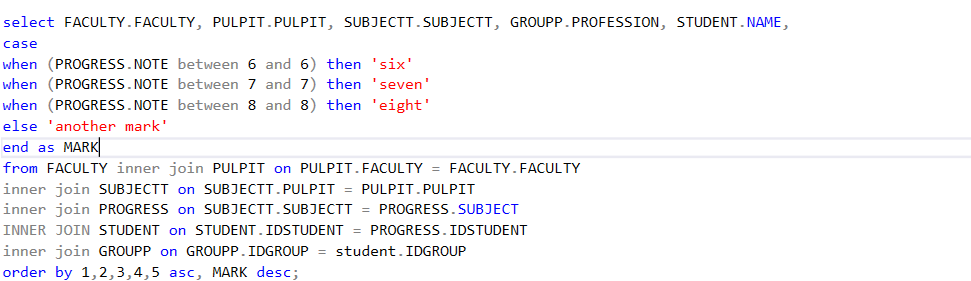 select FACULTY.FACULTY, PULPIT.PULPIT, SUBJECTT.SUBJECTT, GROUPP.PROFESSION, STUDENT.NAME,
case
when (PROGRESS.NOTE between 6 and 6) then 'six'
when (PROGRESS.NOTE between 7 and 7) then 'seven'
when (PROGRESS.NOTE between 8 and 8) then 'eight'
else 'another mark'
end as MARK
from FACULTY inner join PULPIT on PULPIT.FACULTY = FACULTY.FACULTY
inner join SUBJECTT on SUBJECTT.PULPIT = PULPIT.PULPIT
inner join PROGRESS on SUBJECTT.SUBJECTT = PROGRESS.SUBJECT
INNER JOIN STUDENT on STUDENT.IDSTUDENT = PROGRESS.IDSTUDENT
inner join GROUPP on GROUPP.IDGROUP = student.IDGROUP
order by 1,2,3,4,5 asc, MARK desc;